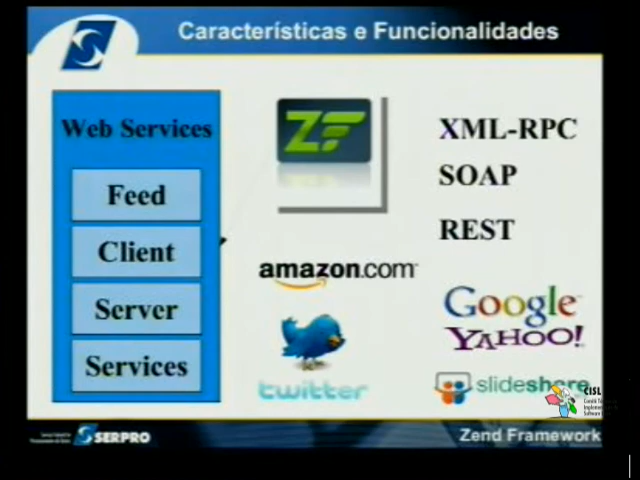 Características e Funcionalidades
Web Services
Feed
Client
Server
Services
ZF
amazon.com
twitter
XML-RPC
SOAP
REST
Google
YAHOO!
slideshare
CISL
SERPRO
Zend Framework